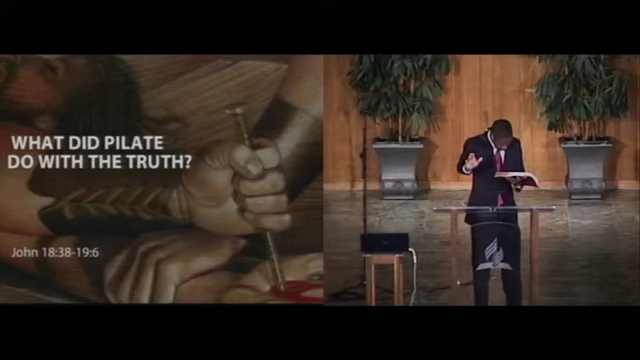 WHAT DID PILATE
DO WITH THE TRUTH?
John 18:38-19:6